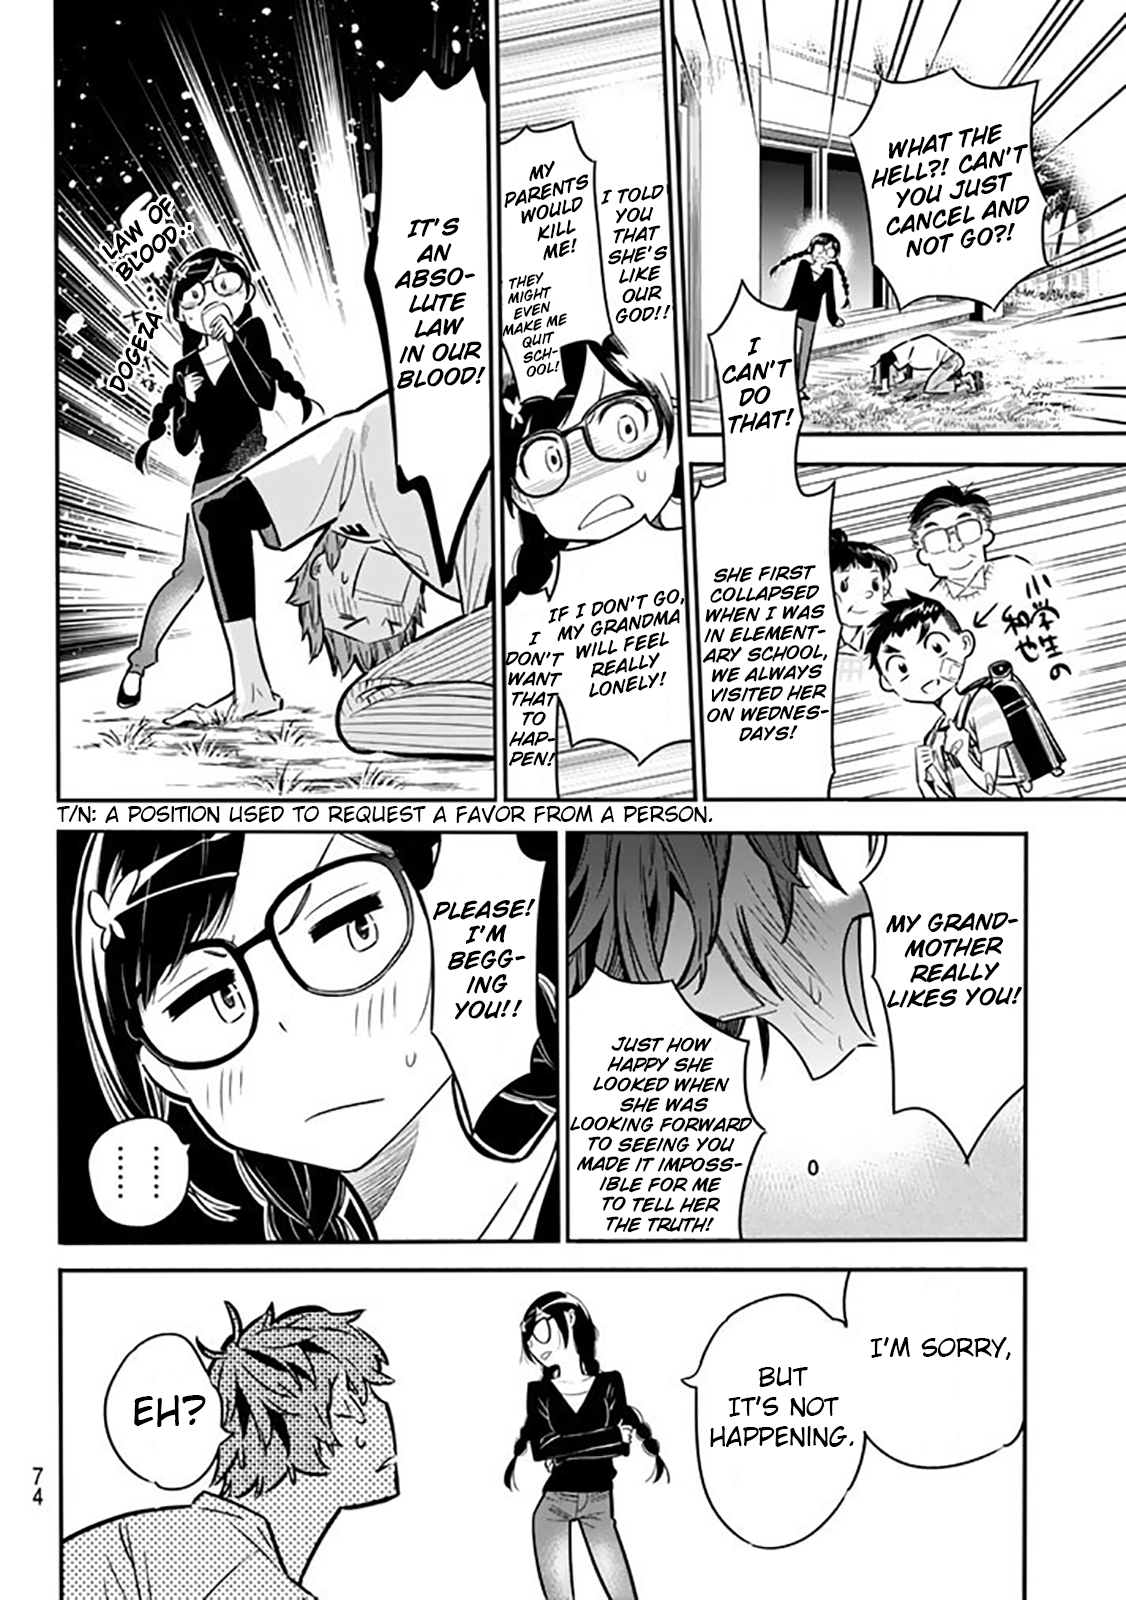 WHAT THE
HELL?! CAN'T
YOU JUST
CANCEL AND
NOT GO?!
I
CAN'T
DO
THAT!
I TOLD
YOU
THAT
SHE'S
LIKE
OUR
GOD!!
MY
PARENTS
WOULD
KILL
ME!
THEY
MIGHT
EVEN
MAKE ME
QUIT
SCH-
OOL!
IT'S
AN
ABSO-
LUTE
LAW
IN OUR
BLOOD!
LAW OF
BLOOD..
DOGEZA..
小学生の
和也
SHE FIRST
COLLAPSED
WHEN I WAS
IN ELEMENT-
ARY SCHOOL,
WE ALWAYS
VISITED HER
ON WEDNES-
DAYS!
IF I DON'T GO,
MY GRANDMA
WILL FEEL
REALLY
LONELY!
I
DON'T
WANT
THAT
TO
HAP-
PEN!
T/N: A POSITION USED TO REQUEST A FAVOR FROM A PERSON.
MY GRAND-
MOTHER
REALLY
LIKES YOU!
JUST HOW
HAPPY SHE
LOOKED WHEN
SHE WAS
LOOKING FORWARD
TO SEEING YOU
MADE IT IMPOSS-
IBLE FOR ME
TO TELL HER
THE TRUTH!
PLEASE!
I'M
BEGG-
ING
YOU!!
......
I'M SORRY,
BUT
IT'S NOT
HAPPENING.
EH?
74